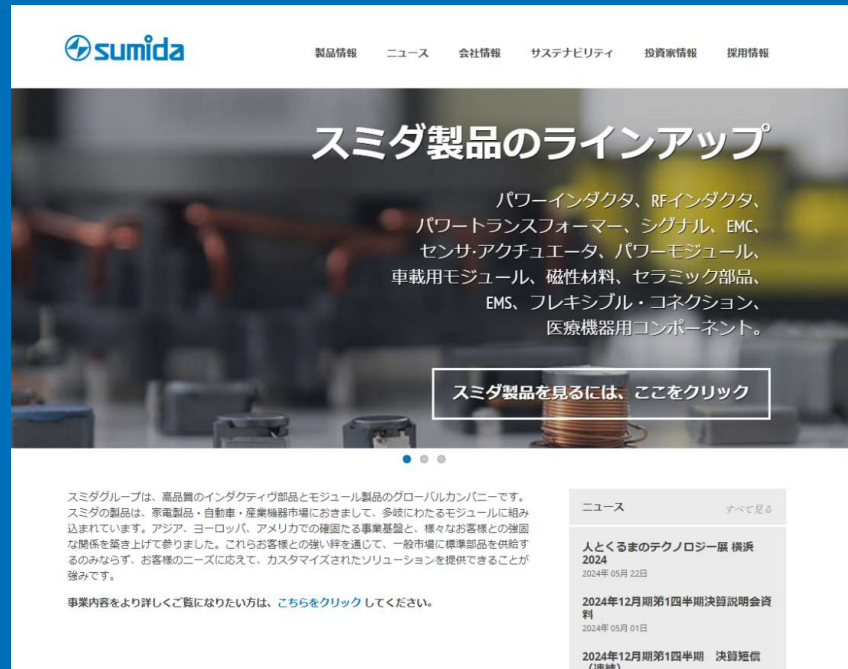 sumida
製品情報 ニュース 会社情報 サステナビリティ 投資家情報 採用情報
スミダ製品のラインアップ
パワーインダクタ、RFインダクタ、
パワートランスフォーマー、シグナル、EMC、
センサ・アクチュエータ、パワーモジュール、
車載用モジュール、磁性材料、セラミック部品、
EMS、フレキシブル・コネクション、
医療機器用コンポーネント。
スミダ製品を見るには、ここをクリック
スミダグループは、高品質のインダクティヴ部品とモジュール製品のグローバルカンパニーです。
スミダの製品は、家電製品・自動車・産業機器市場におきまして、多岐にわたるモジュールに組み
込まれています。アジア、ヨーロッパ、アメリカでの確固たる事業基盤と、様々なお客様との強固
な関係を築き上げて参りました。これらお客様との強い絆を通じて、一般市場に標準部品を供給す
るのみならず、お客様のニーズに応えて、カスタマイズされたソリューションを提供できることが
強みです。
事業内容をより詳しくご覧になりたい方は、こちらをクリック してください。
ニュース すべて見る
人とくるまのテクノロジー展 横浜
2024
2024年 05月 22日
2024年12月期第1四半期決算説明会資
料
2024年 05月 01日
2024年12月期第1四半期 決算短信
（連結）